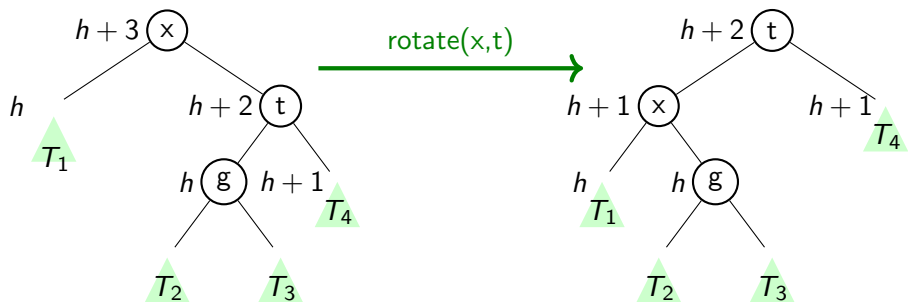 h + 3 x
rotate(x,t)
h + 2 t
h
T1
h + 2 t
h + 1 x
h + 1
T4
h g
h + 1
T4
h
T1
h g
T2
T3
T2
T3